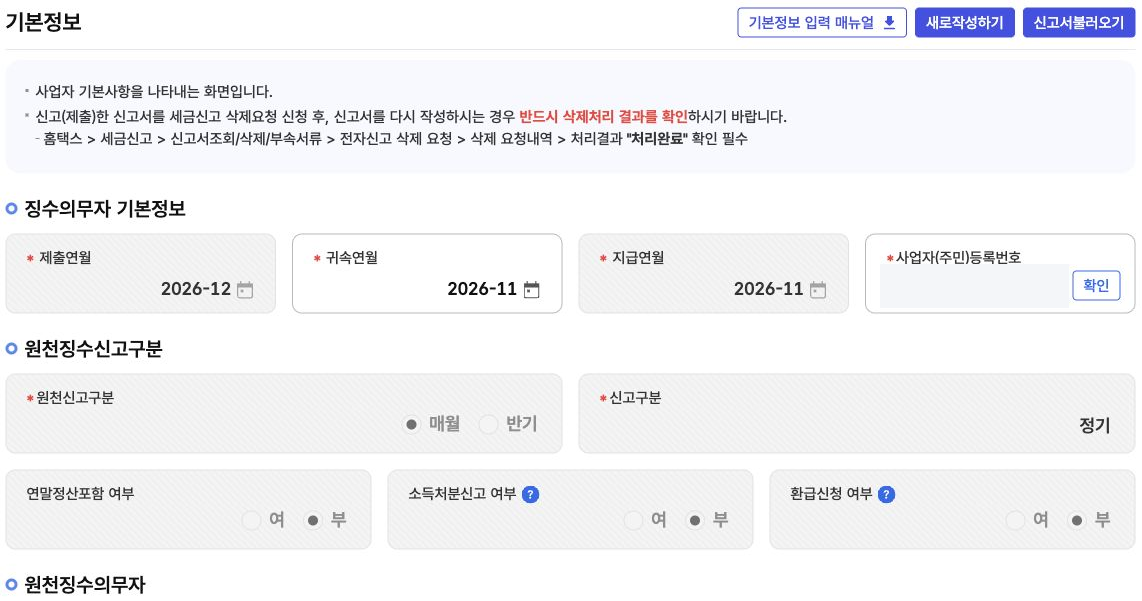 기본정보
기본정보 입력 매뉴얼
새로작성하기
신고서불러오기
사업자 기본사항을 나타내는 화면입니다.
신고(제출)한 신고서를 세금신고 삭제요청 신청 후, 신고서를 다시 작성하시는 경우 반드시 삭제처리 결과를 확인하시기 바랍니다.
- 홈택스 > 세금신고 > 신고서조회/삭제/부속서류 > 전자신고 삭제 요청 > 삭제 요청내역 > 처리결과 "처리완료" 확인 필수
징수의무자 기본정보
* 제출연월
2026-12
* 귀속연월
2026-11
* 지급연월
2026-11
*사업자(주민)등록번호
확인
원천징수신고구분
*원천신고구분
매월 반기
*신고구분
정기
연말정산포함 여부
여 부
소득처분신고 여부 ?
여 부
환급신청 여부 ?
여 부
원천징수의무자